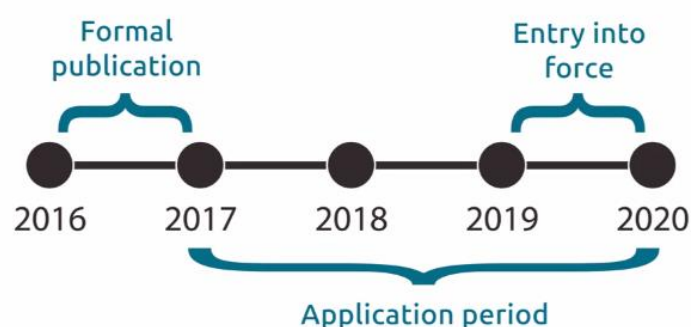 Formal
publication
Entry into
force
2016 2017 2018 2019 2020
Application period